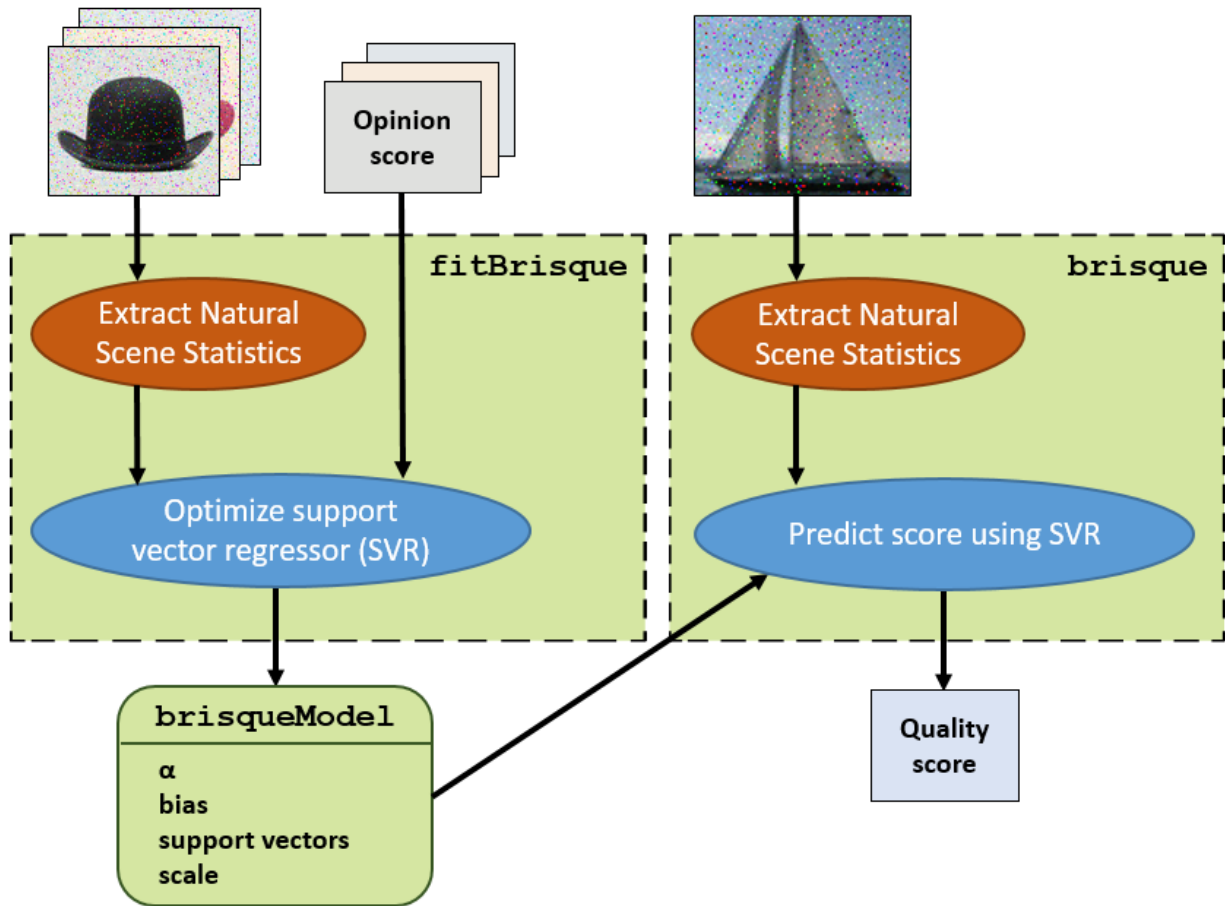 Opinion
score
fitBrisque
Extract Natural
Scene Statistics
Optimize support
vector regressor (SVR)
brisqueModel
α
bias
support vectors
scale
brisque
Extract Natural
Scene Statistics
Predict score using SVR
Quality
score